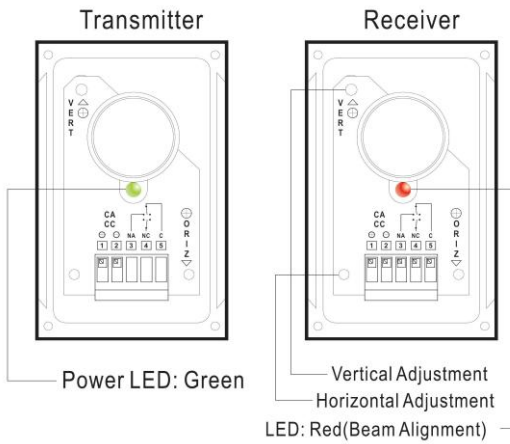 Transmitter
Receiver
VERT
CA
CC
NA NC C
1 2 3 4 5
ORIZ
VERT
CA
CC
NA NC C
1 2 3 4 5
ORIZ
Power LED: Green
Vertical Adjustment
Horizontal Adjustment
LED: Red(Beam Alignment)